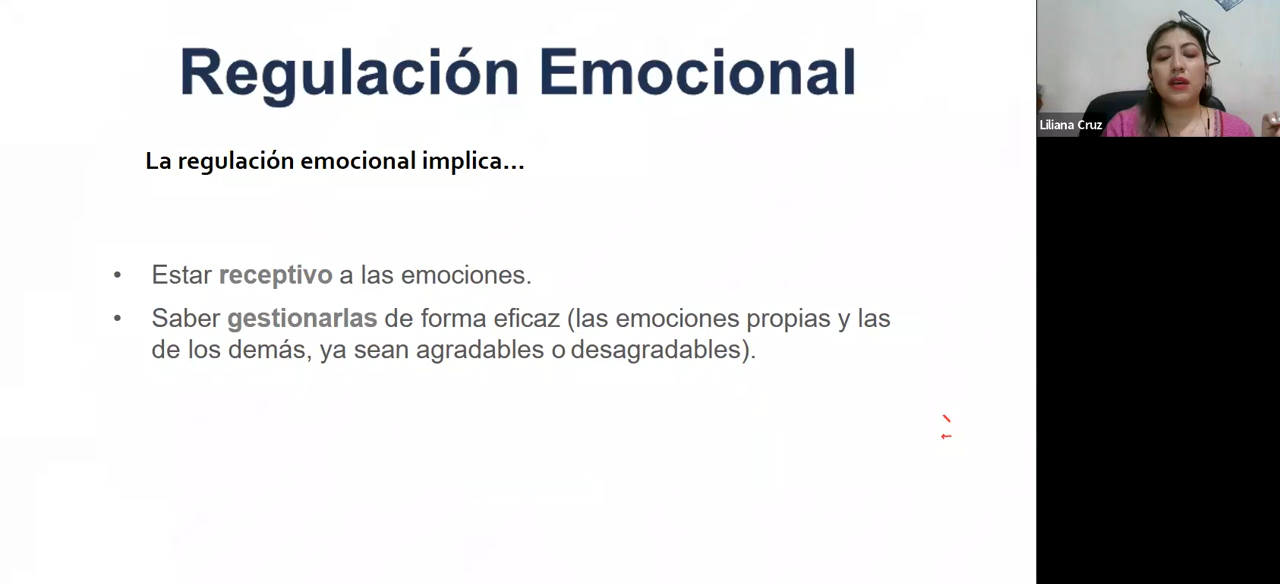 Regulación Emocional
La regulación emocional implica...
• Estar receptivo a las emociones.
• Saber gestionarlas de forma eficaz (las emociones propias y las
de los demás, ya sean agradables o desagradables).
Liliana Cruz